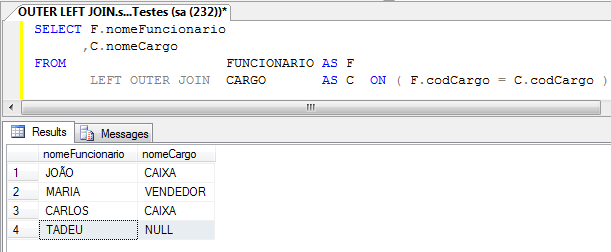 OUTER LEFT JOIN.s...Testes (sa (232))*
SELECT F.nomeFuncionario
,C.nomeCargo
FROM FUNCIONARIO AS F
LEFT OUTER JOIN CARGO AS C ON ( F.codCargo = C.codCargo )
Results Messages
nomeFuncionario nomeCargo
1 JOÃO CAIXA
2 MARIA VENDEDOR
3 CARLOS CAIXA
4 TADEU NULL